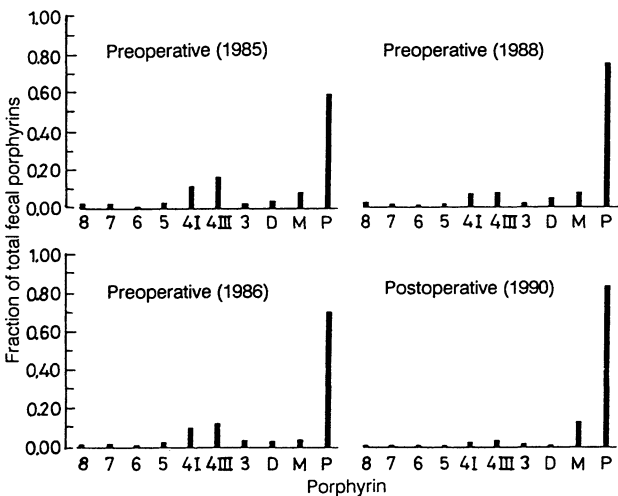 1.00
0.80
0.60
0.40
0.20
0.00
Preoperative (1985)
8 7 6 5 4I 4III 3 D M P
Preoperative (1988)
8 7 6 5 4I 4III 3 D M P
Fraction of total fecal porphyrins
1.00
0.80
0.60
0.40
0.20
0.00
Preoperative (1986)
8 7 6 5 4I 4III 3 D M P
Postoperative (1990)
8 7 6 5 4I 4III 3 D M P
Porphyrin